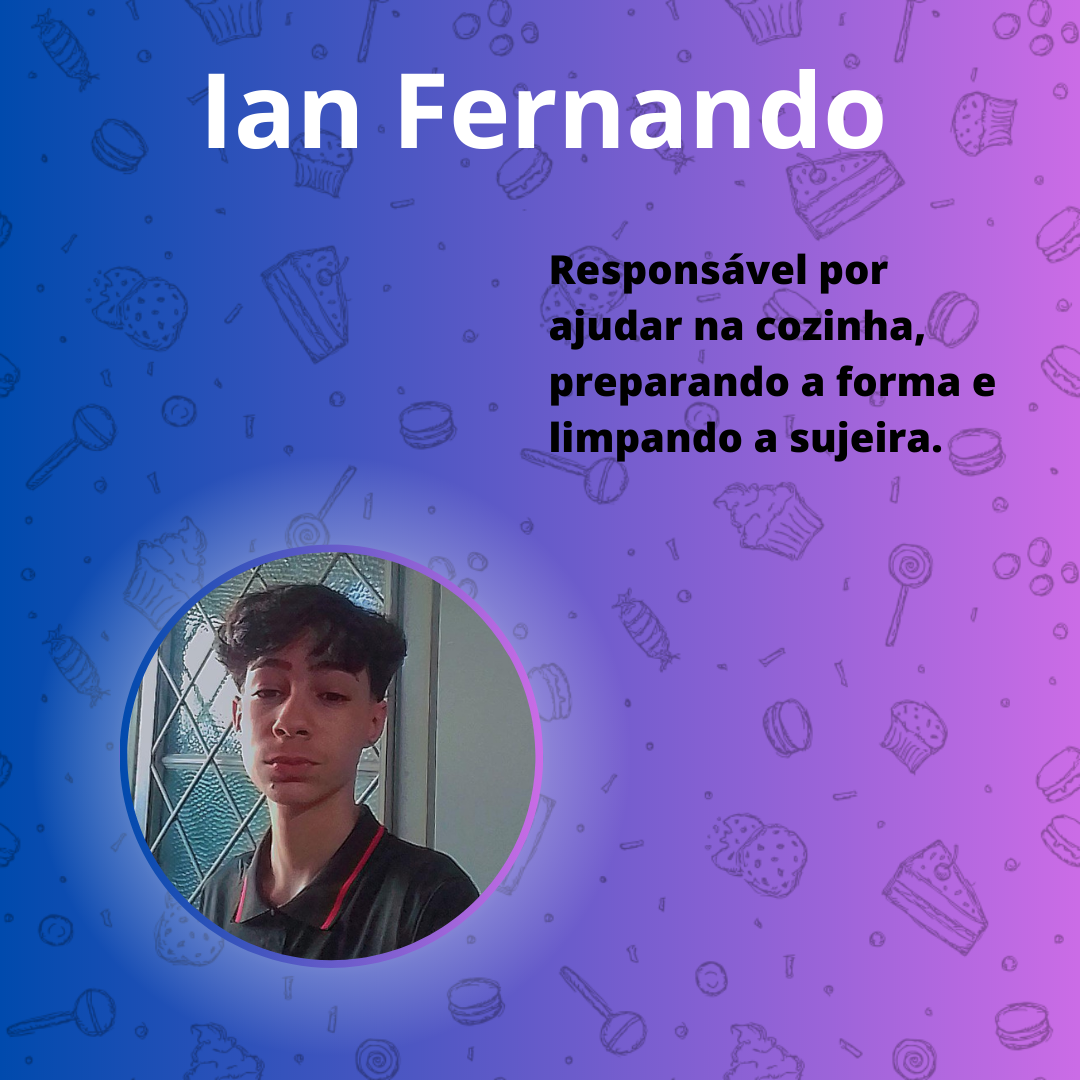 Ian Fernando
Responsável por
ajudar na cozinha,
preparando a forma e
limpando a sujeira.